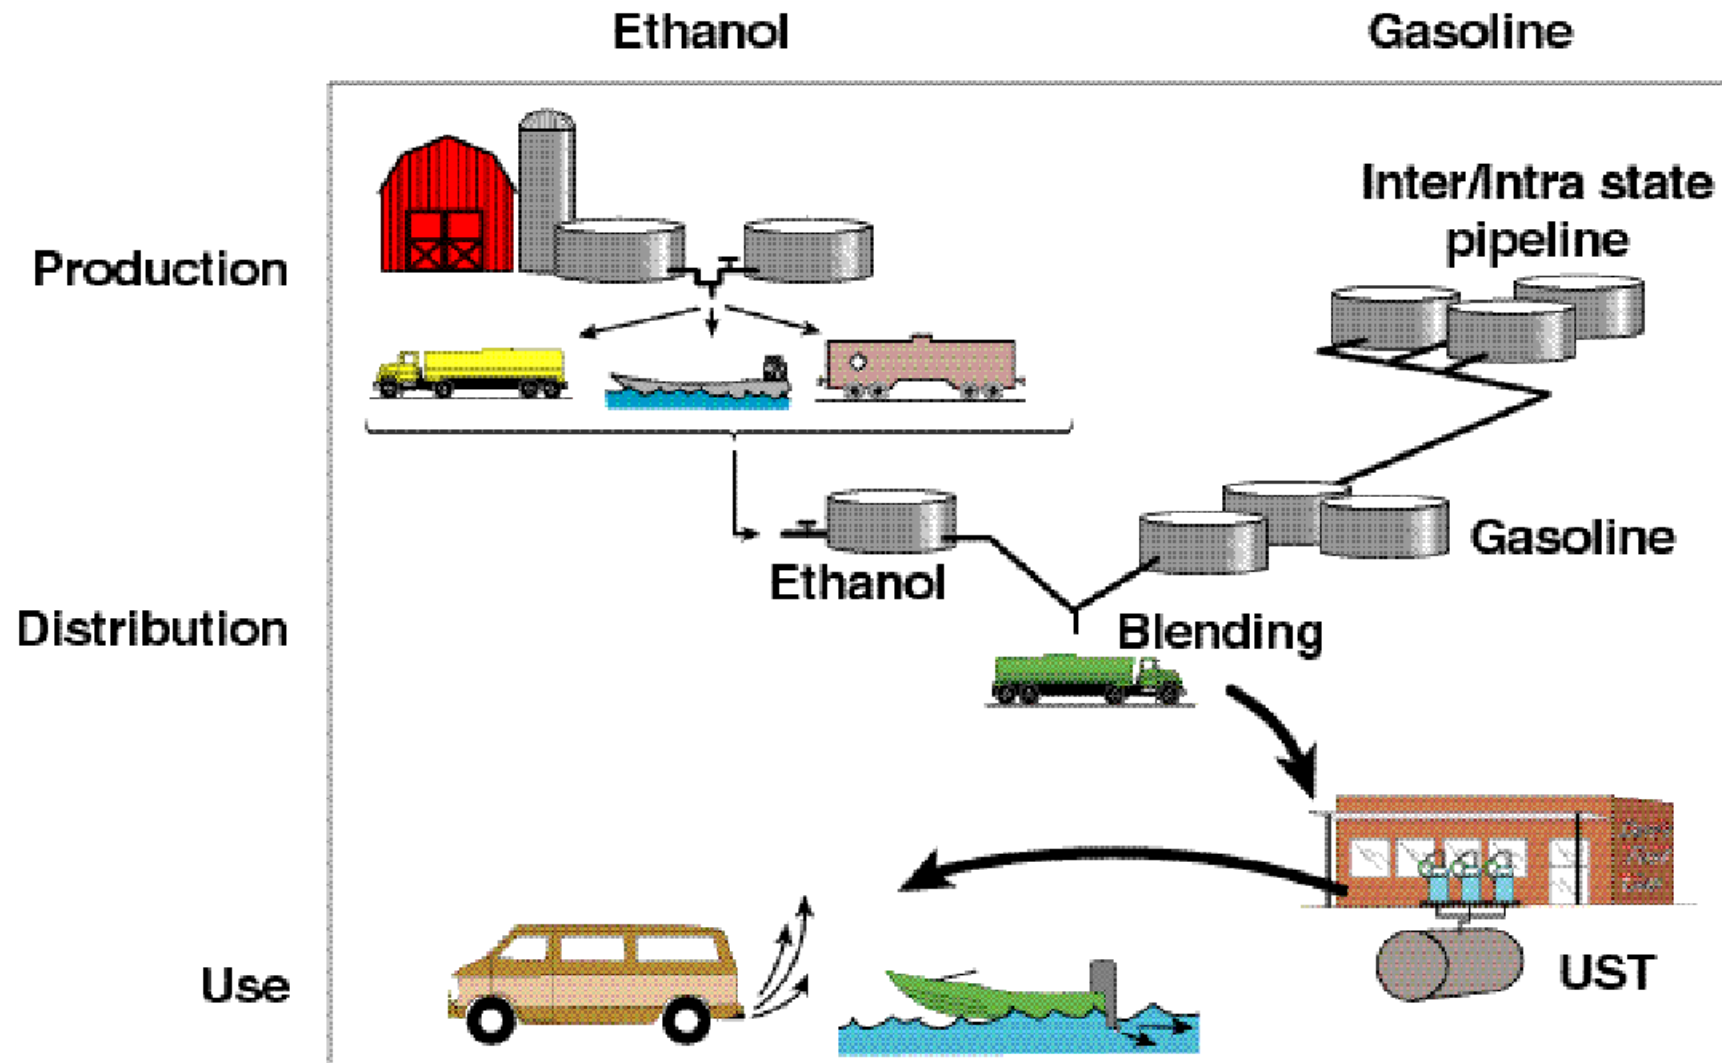 Ethanol
Gasoline
Inter/Intra state
pipeline
Production
Gasoline
Ethanol
Distribution
Blending
Use
UST